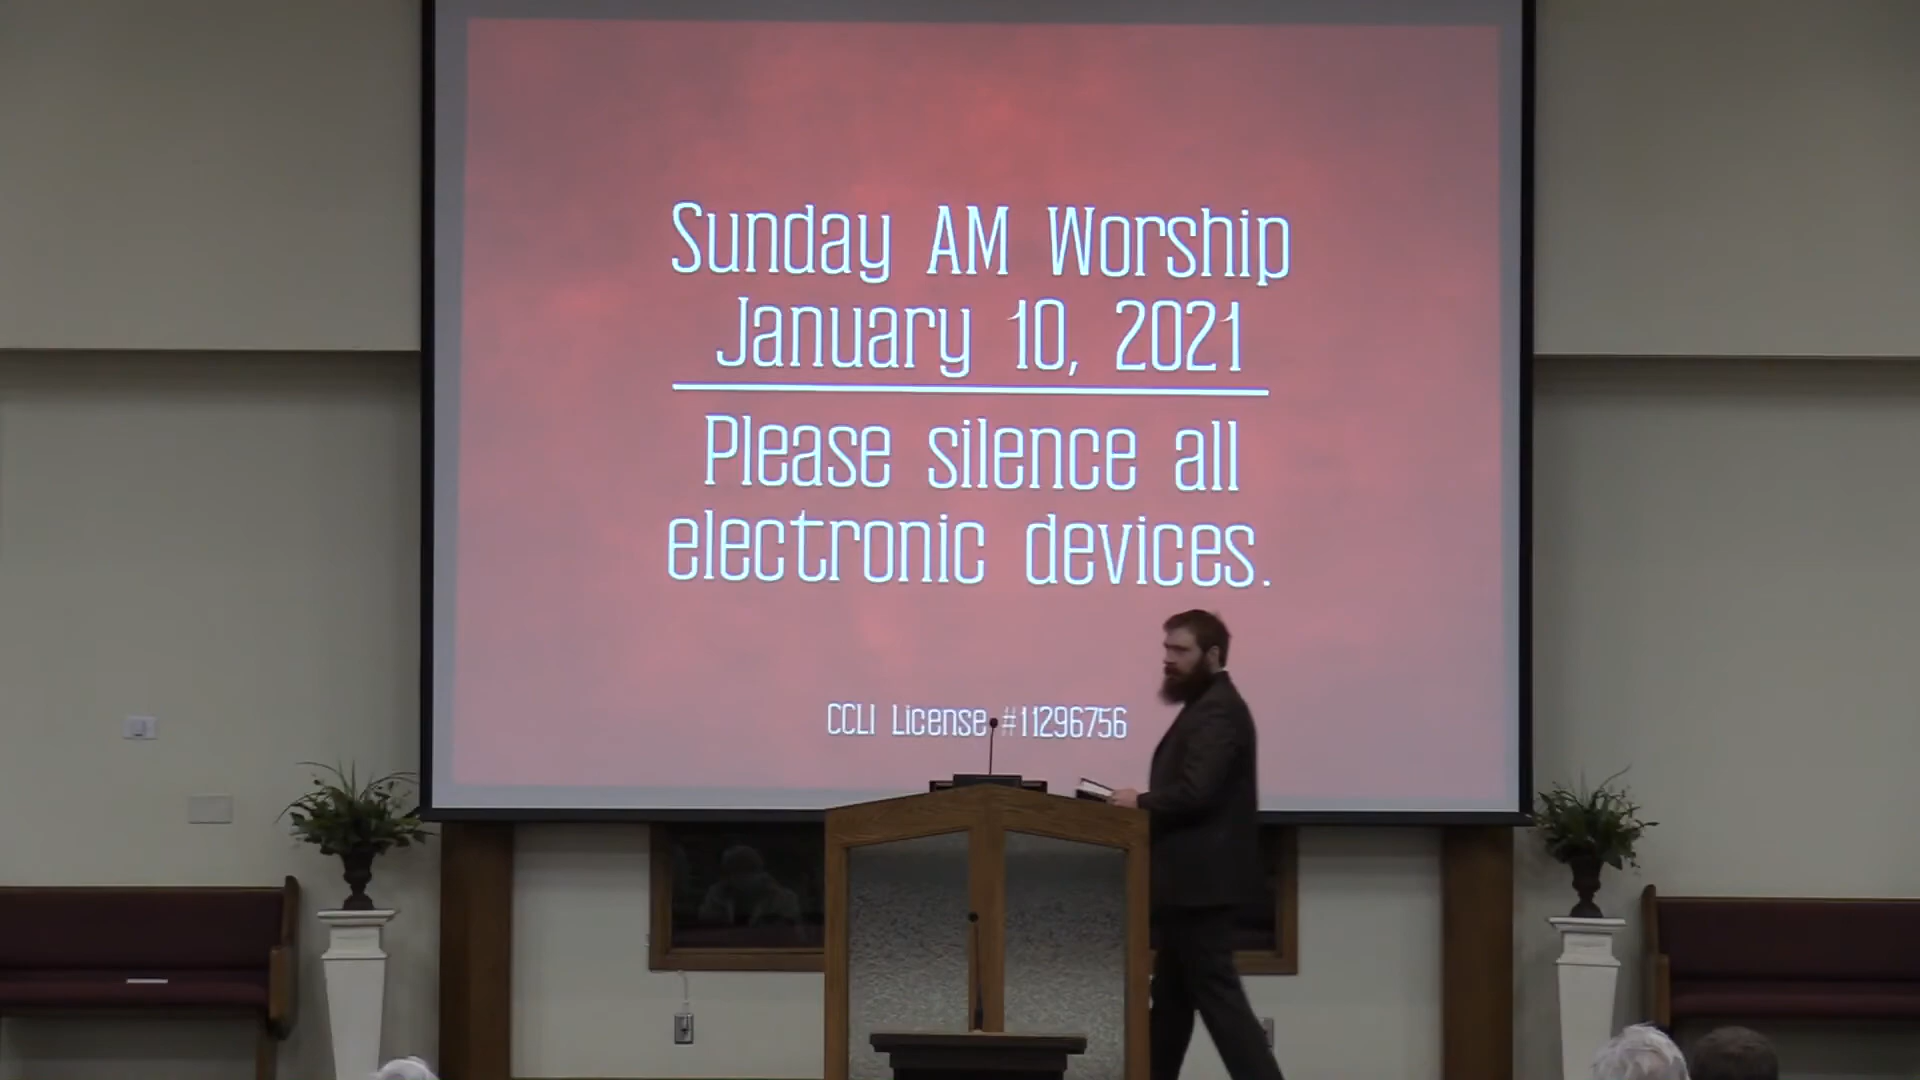 Sunday AM Worship
January 10, 2021
Please silence all
electronic devices.
CCLI License #11296756